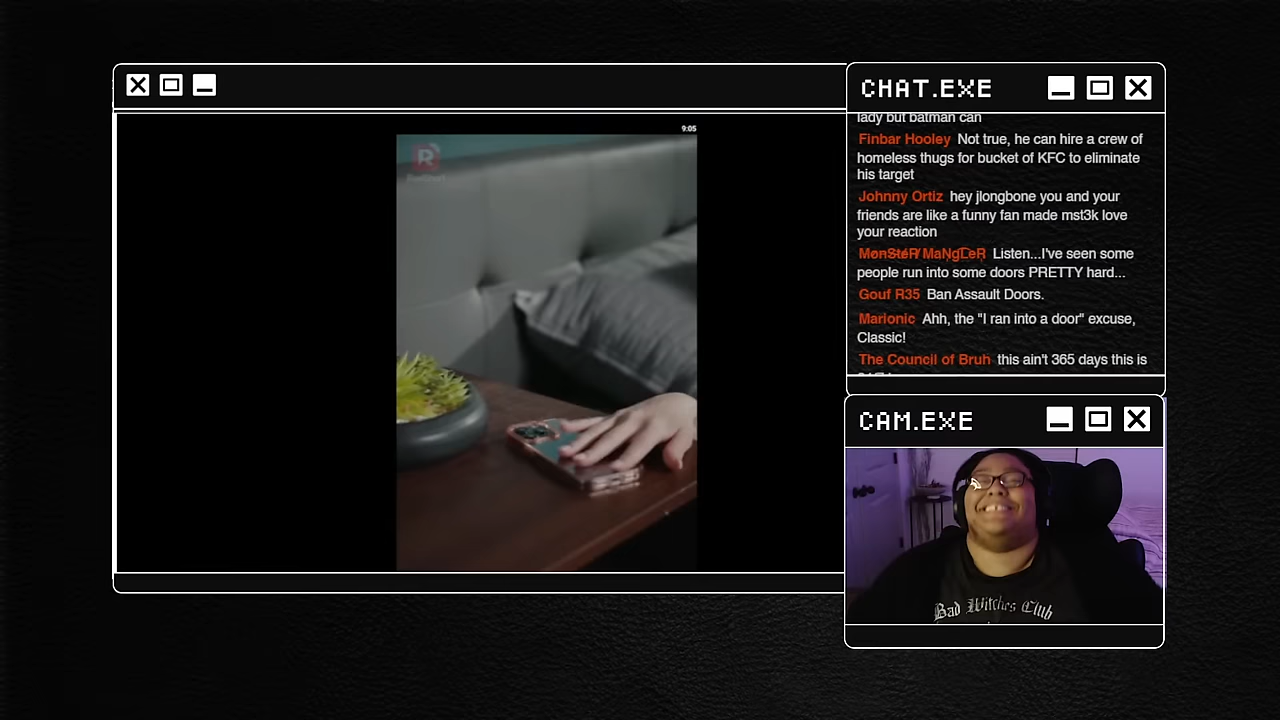 9:05
R
CHAT.EXE
lady but batman can
Finbar Hooley Not true, he can hire a crew of
homeless thugs for bucket of KFC to eliminate
his target
Johnny Ortiz hey jlongbone you and your
friends are like a funny fan made mst3k love
your reaction
MonSteR MaNgLeR Listen...I've seen some
people run into some doors PRETTY hard...
Gouf R35 Ban Assault Doors.
Marionic Ahh, the "I ran into a door" excuse,
Classic!
The Council of Bruh this ain't 365 days this is
CAM.EXE
Bad Witches Club